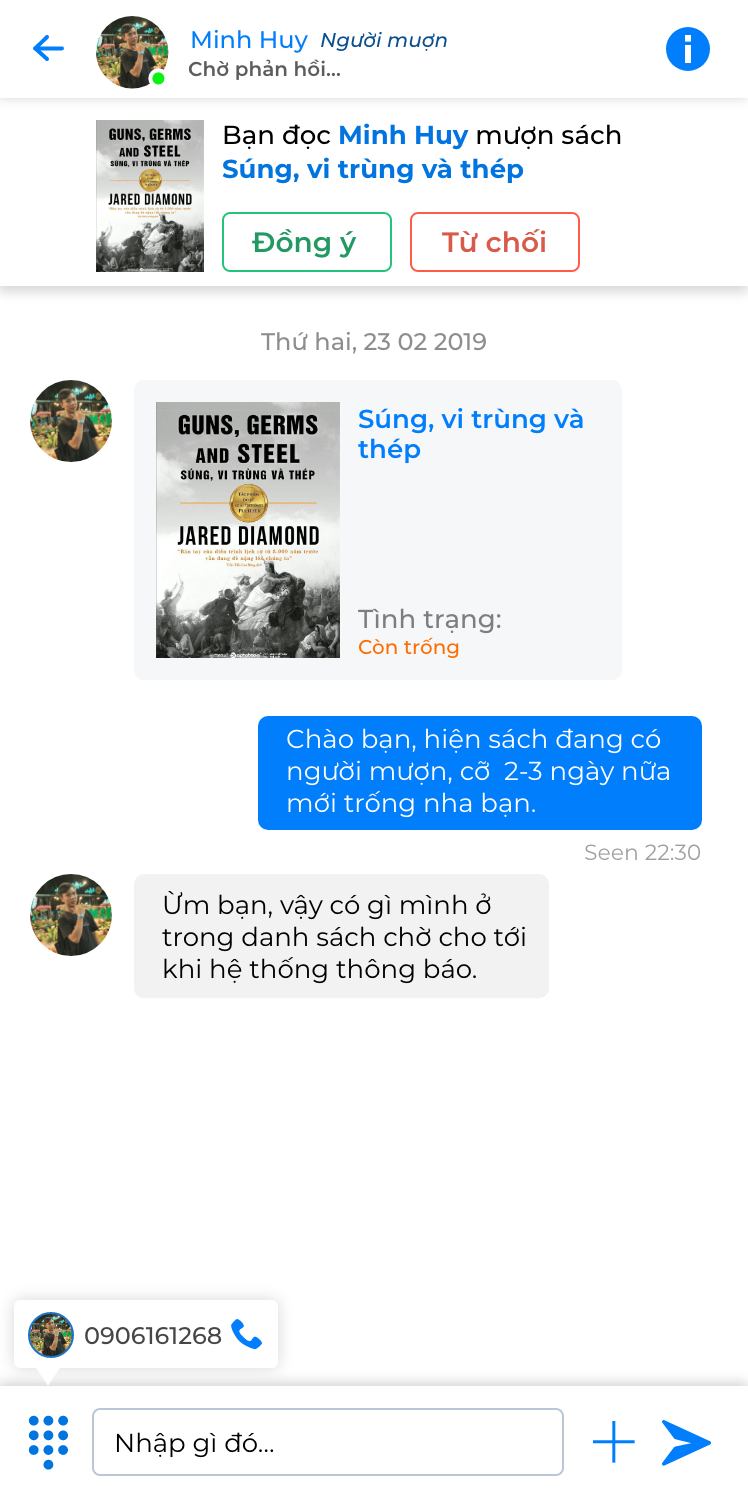 Minh Huy Người mượn
Chờ phản hồi...
GUNS, GERMS
AND STEEL
SÚNG, VI TRÙNG VÀ THÉP
JARED DIAMOND
Bạn đọc Minh Huy mượn sách
Súng, vi trùng và thép
Đồng ý
Từ chối
Thứ hai, 23 02 2019
GUNS, GERMS
AND STEEL
SÚNG, VI TRÙNG VÀ THÉP
JARED DIAMOND
Súng, vi trùng và
thép
Tình trạng:
Còn trống
Chào bạn, hiện sách đang có
người mượn, cỡ  2-3 ngày nữa
mới trống nha bạn.
Seen 22:30
Ừm bạn, vậy có gì mình ở
trong danh sách chờ cho tới
khi hệ thống thông báo.
0906161268
Nhập gì đó...